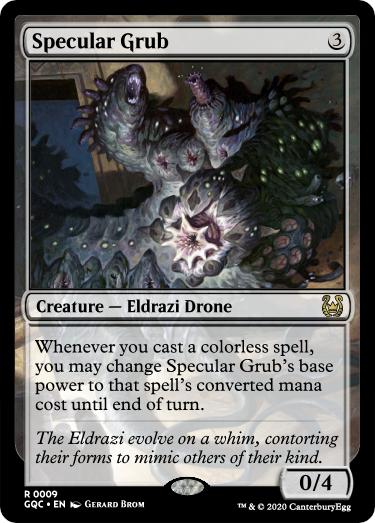 Specular Grub
3
Creature — Eldrazi Drone
Whenever you cast a colorless spell,
you may change Specular Grub's base
power to that spell's converted mana
cost until end of turn.
The Eldrazi evolve on a whim, contorting
their forms to mimic others of their kind.
0/4
R 0009
GQC • EN Gerard Brom
™ & © 2020 CanterburyEgg